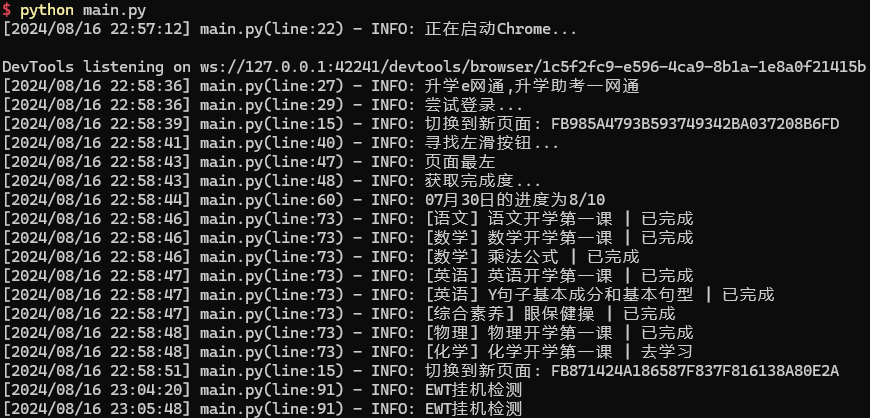 $ python main.py
[2024/08/16 22:57:12] main.py(line:22) - INFO: 正在启动Chrome...
DevTools listening on ws://127.0.0.1:42241/devtools/browser/1c5f2fc9-e596-4ca9-8b1a-1e8a0f21415b
[2024/08/16 22:58:36] main.py(line:27) - INFO: 升学e网通,升学助考一网通
[2024/08/16 22:58:36] main.py(line:29) - INFO: 尝试登录...
[2024/08/16 22:58:39] main.py(line:15) - INFO: 切换到新页面: FB985A4793B593749342BA037208B6FD
[2024/08/16 22:58:41] main.py(line:40) - INFO: 寻找左滑按钮...
[2024/08/16 22:58:43] main.py(line:47) - INFO: 页面最左
[2024/08/16 22:58:43] main.py(line:48) - INFO: 获取完成度...
[2024/08/16 22:58:44] main.py(line:60) - INFO: 07月30日的进度为8/10
[2024/08/16 22:58:46] main.py(line:73) - INFO: [语文] 语文开学第一课 | 已完成
[2024/08/16 22:58:46] main.py(line:73) - INFO: [数学] 数学开学第一课 | 已完成
[2024/08/16 22:58:46] main.py(line:73) - INFO: [数学] 乘法公式 | 已完成
[2024/08/16 22:58:47] main.py(line:73) - INFO: [英语] 英语开学第一课 | 已完成
[2024/08/16 22:58:47] main.py(line:73) - INFO: [英语] Y句子基本成分和基本句型 | 已完成
[2024/08/16 22:58:47] main.py(line:73) - INFO: [综合素养] 眼保健操 | 已完成
[2024/08/16 22:58:48] main.py(line:73) - INFO: [物理] 物理开学第一课 | 已完成
[2024/08/16 22:58:48] main.py(line:73) - INFO: [化学] 化学开学第一课 | 去学习
[2024/08/16 22:58:51] main.py(line:15) - INFO: 切换到新页面: FB871424A186587F837F816138A80E2A
[2024/08/16 23:04:20] main.py(line:91) - INFO: EWT挂机检测
[2024/08/16 23:05:48] main.py(line:91) - INFO: EWT挂机检测